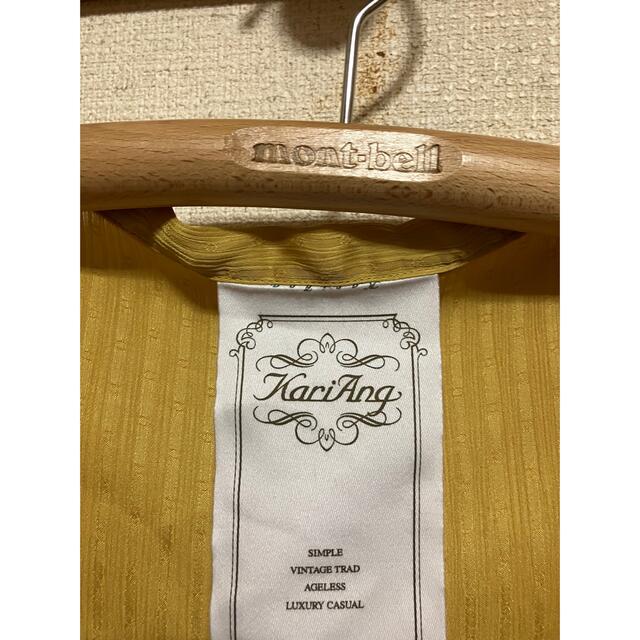 mont-bell
KariAng
SIMPLE
VINTAGE TRAD
AGELESS
LUXURY CASUAL